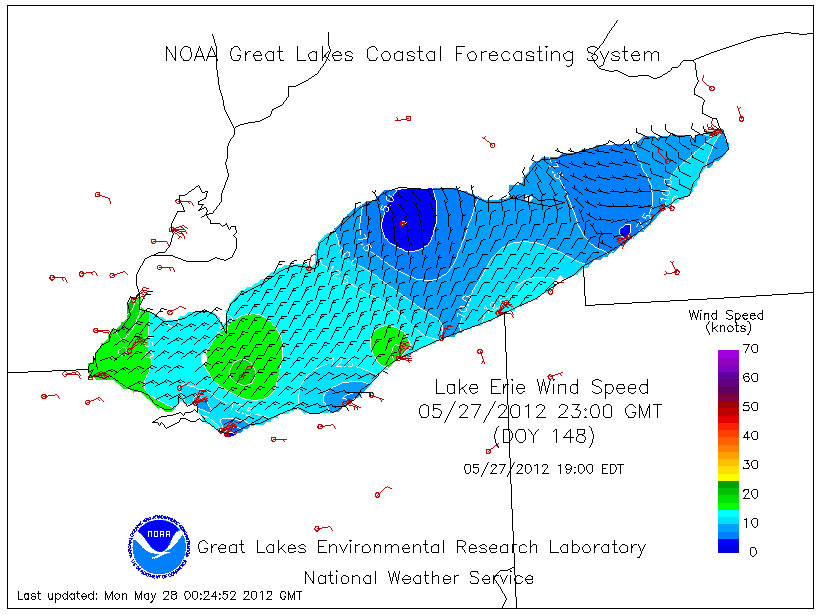 NOAA Great Lakes Coastal Forecasting System
Wind Speed
(knots)
70
60
50
40
30
20
10
0
Lake Erie Wind Speed
05/27/2012 23:00 GMT
(DOY 148)
05/27/2012 19:00 EDT
NOAA
Great Lakes Environmental Research Laboratory
National Weather Service
Last updated: Mon May 28 00:24:52 2012 GMT